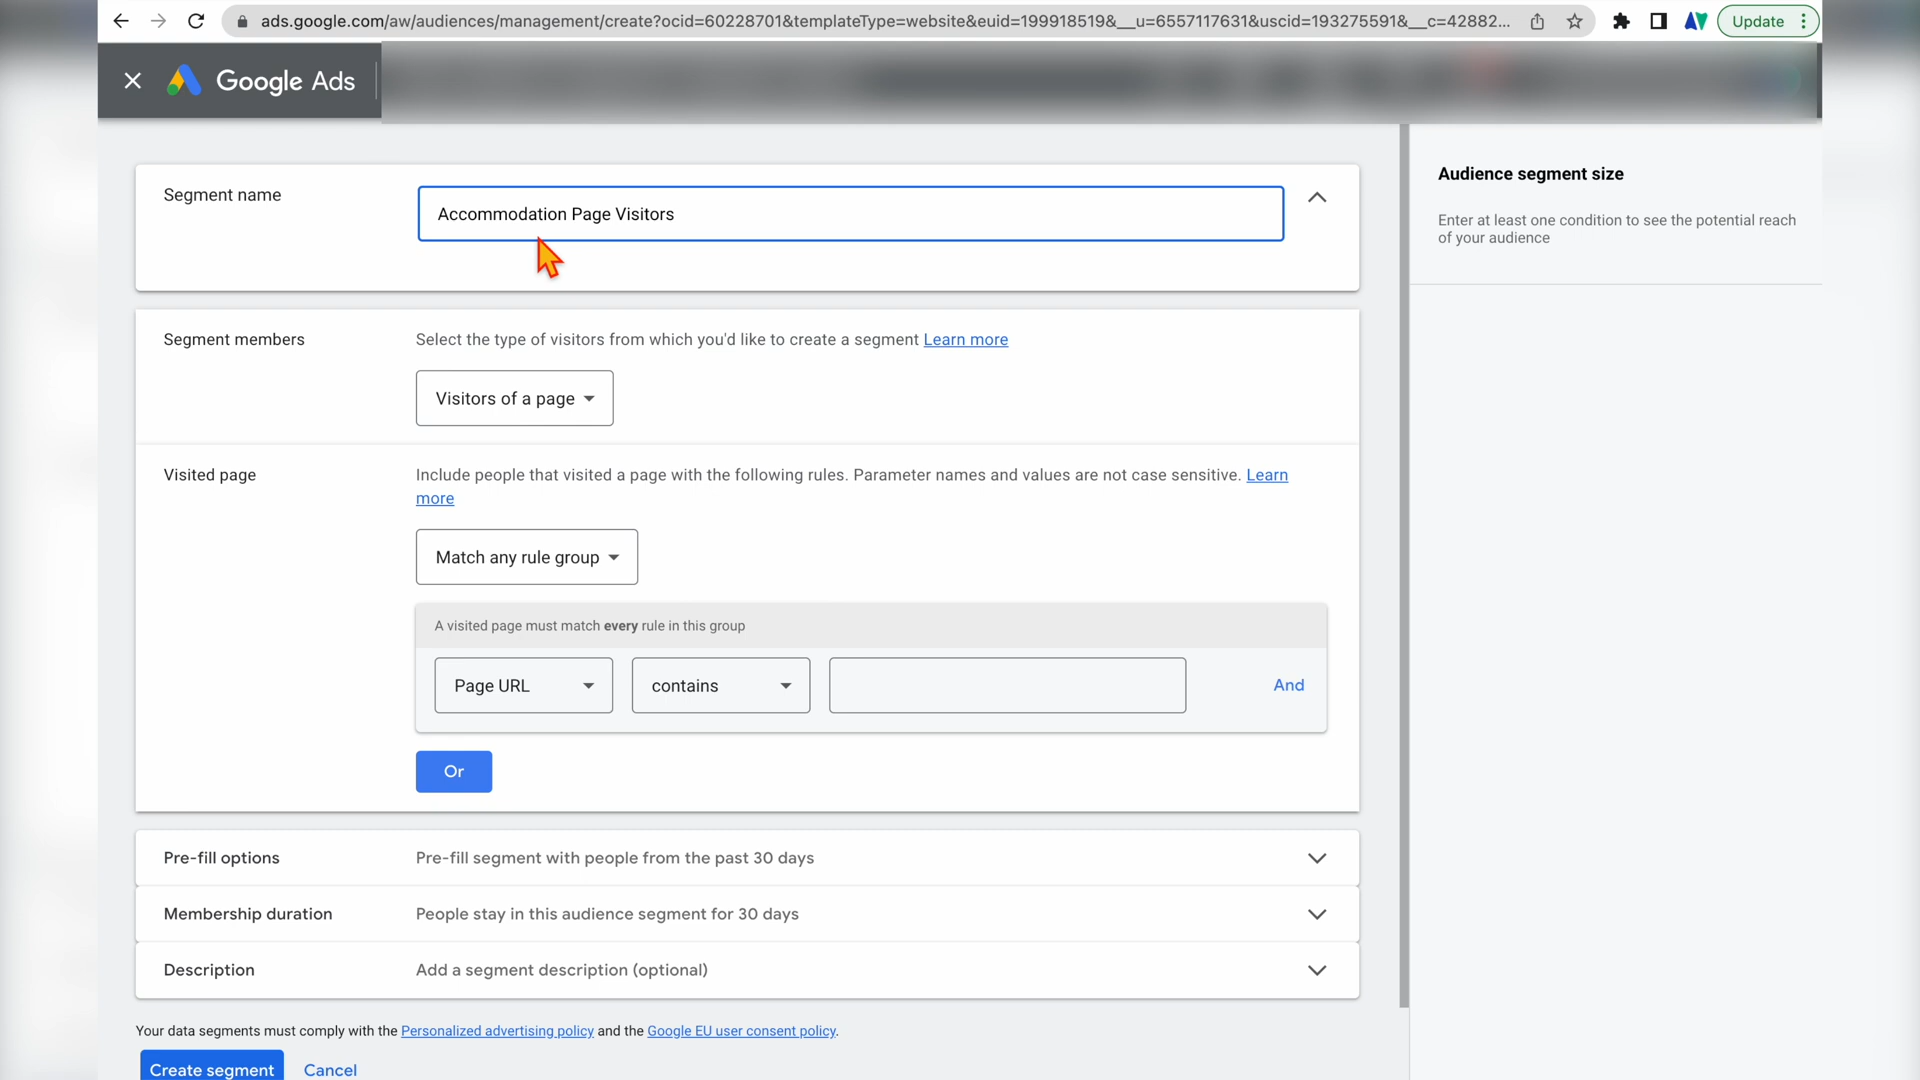 ads.google.com/aw/audiences/management/create?ocid=60228701&templateType=website&euid=199918519&__u=6557117631&uscid=193275591&__c=42882...
Update
Google Ads
Segment name
Accommodation Page Visitors
Audience segment size
Enter at least one condition to see the potential reach
of your audience
Segment members
Select the type of visitors from which you'd like to create a segment Learn more
Visitors of a page
Visited page
Include people that visited a page with the following rules. Parameter names and values are not case sensitive. Learn
more
Match any rule group
A visited page must match every rule in this group
Page URL
contains
And
Or
Pre-fill options
Pre-fill segment with people from the past 30 days
Membership duration
People stay in this audience segment for 30 days
Description
Add a segment description (optional)
Your data segments must comply with the Personalized advertising policy and the Google EU user consent policy.
Create segment
Cancel